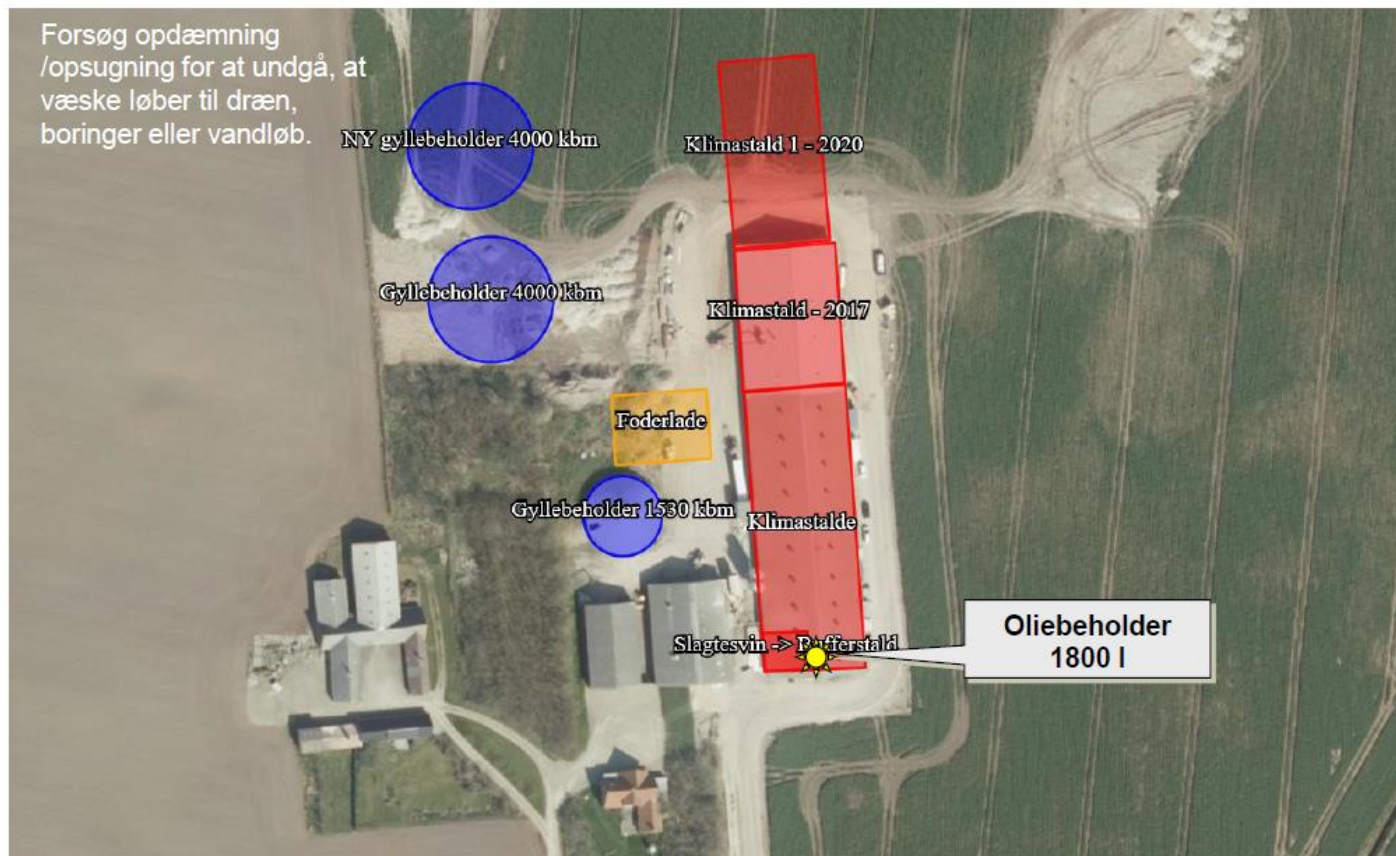 Forsøg opdæmning
/opsugning for at undgå, at
væske løber til dræn,
boringer eller vandløb.
NY gyllebeholder 4000 kbm
Klimastald 1 - 2020
Gyllebeholder 4000 kbm
Klimastald - 2017
Foderlade
Gyllebeholder 1530 kbm
Klimastalde
Slagtesvin -> Bufferstald
Oliebeholder
1800 l